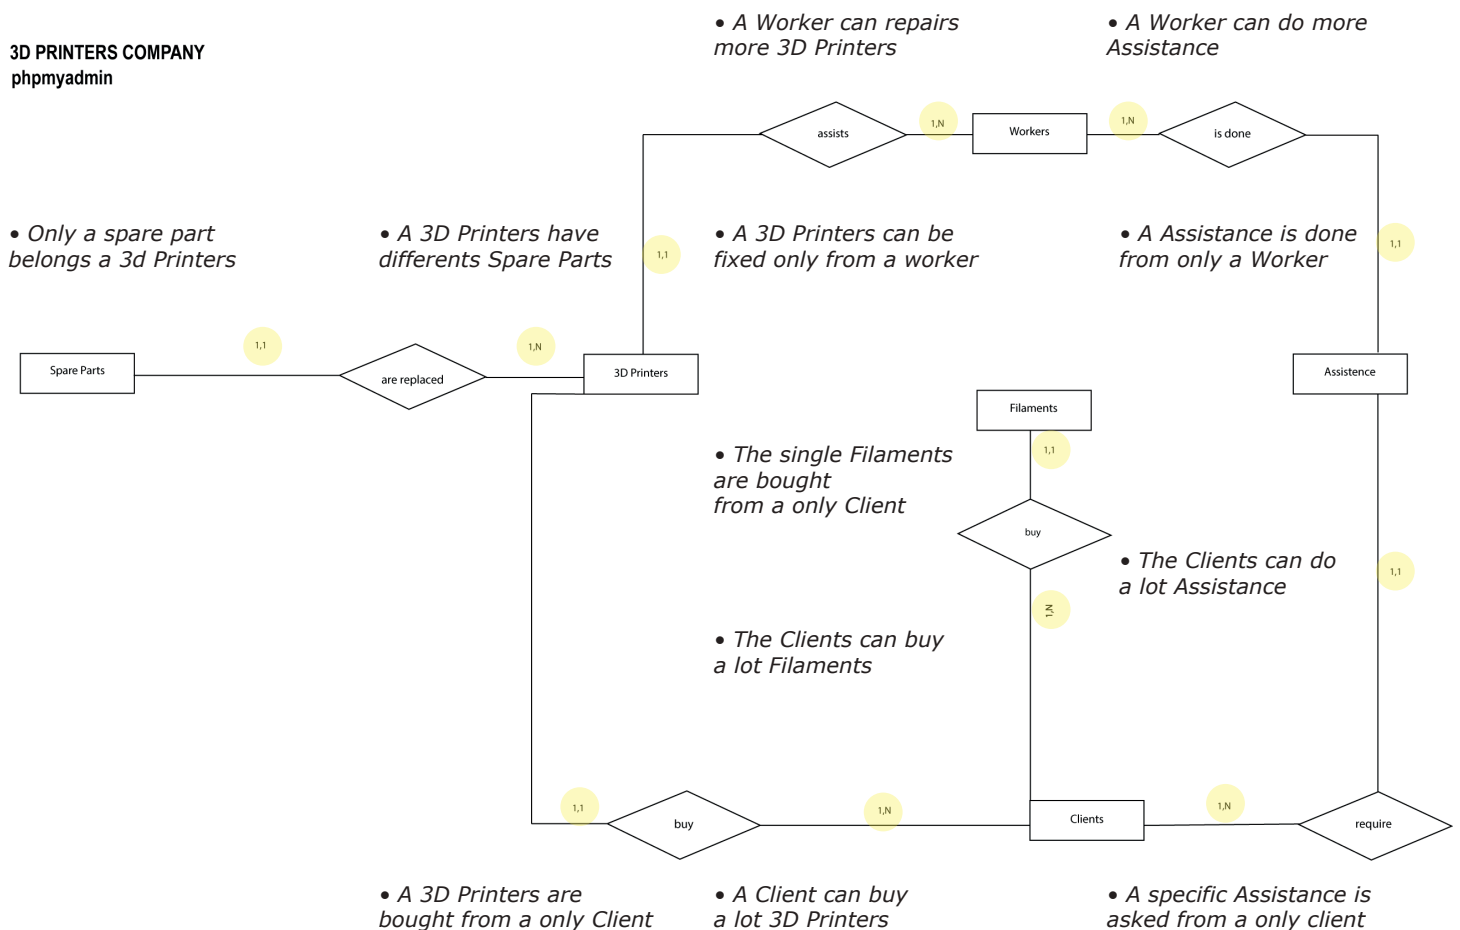 3D PRINTERS COMPANY
phpmyadmin
• A Worker can repairs
more 3D Printers
• A Worker can do more
Assistance
assists
1,N
Workers
1,N
is done
• Only a spare part
belongs a 3d Printers
• A 3D Printers have
differents Spare Parts
1,1
• A 3D Printers can be
fixed only from a worker
• A Assistance is done
from only a Worker
1,1
Spare Parts
1,1
are replaced
1,N
3D Printers
Assistence
Filaments
1,1
• The single Filaments
are bought
from a only Client
buy
• The Clients can do
a lot Assistance
1,1
1,N
• The Clients can buy
a lot Filaments
1,1
buy
1,N
Clients
1,N
require
• A 3D Printers are
bought from a only Client
• A Client can buy
a lot 3D Printers
• A specific Assistance is
asked from a only client